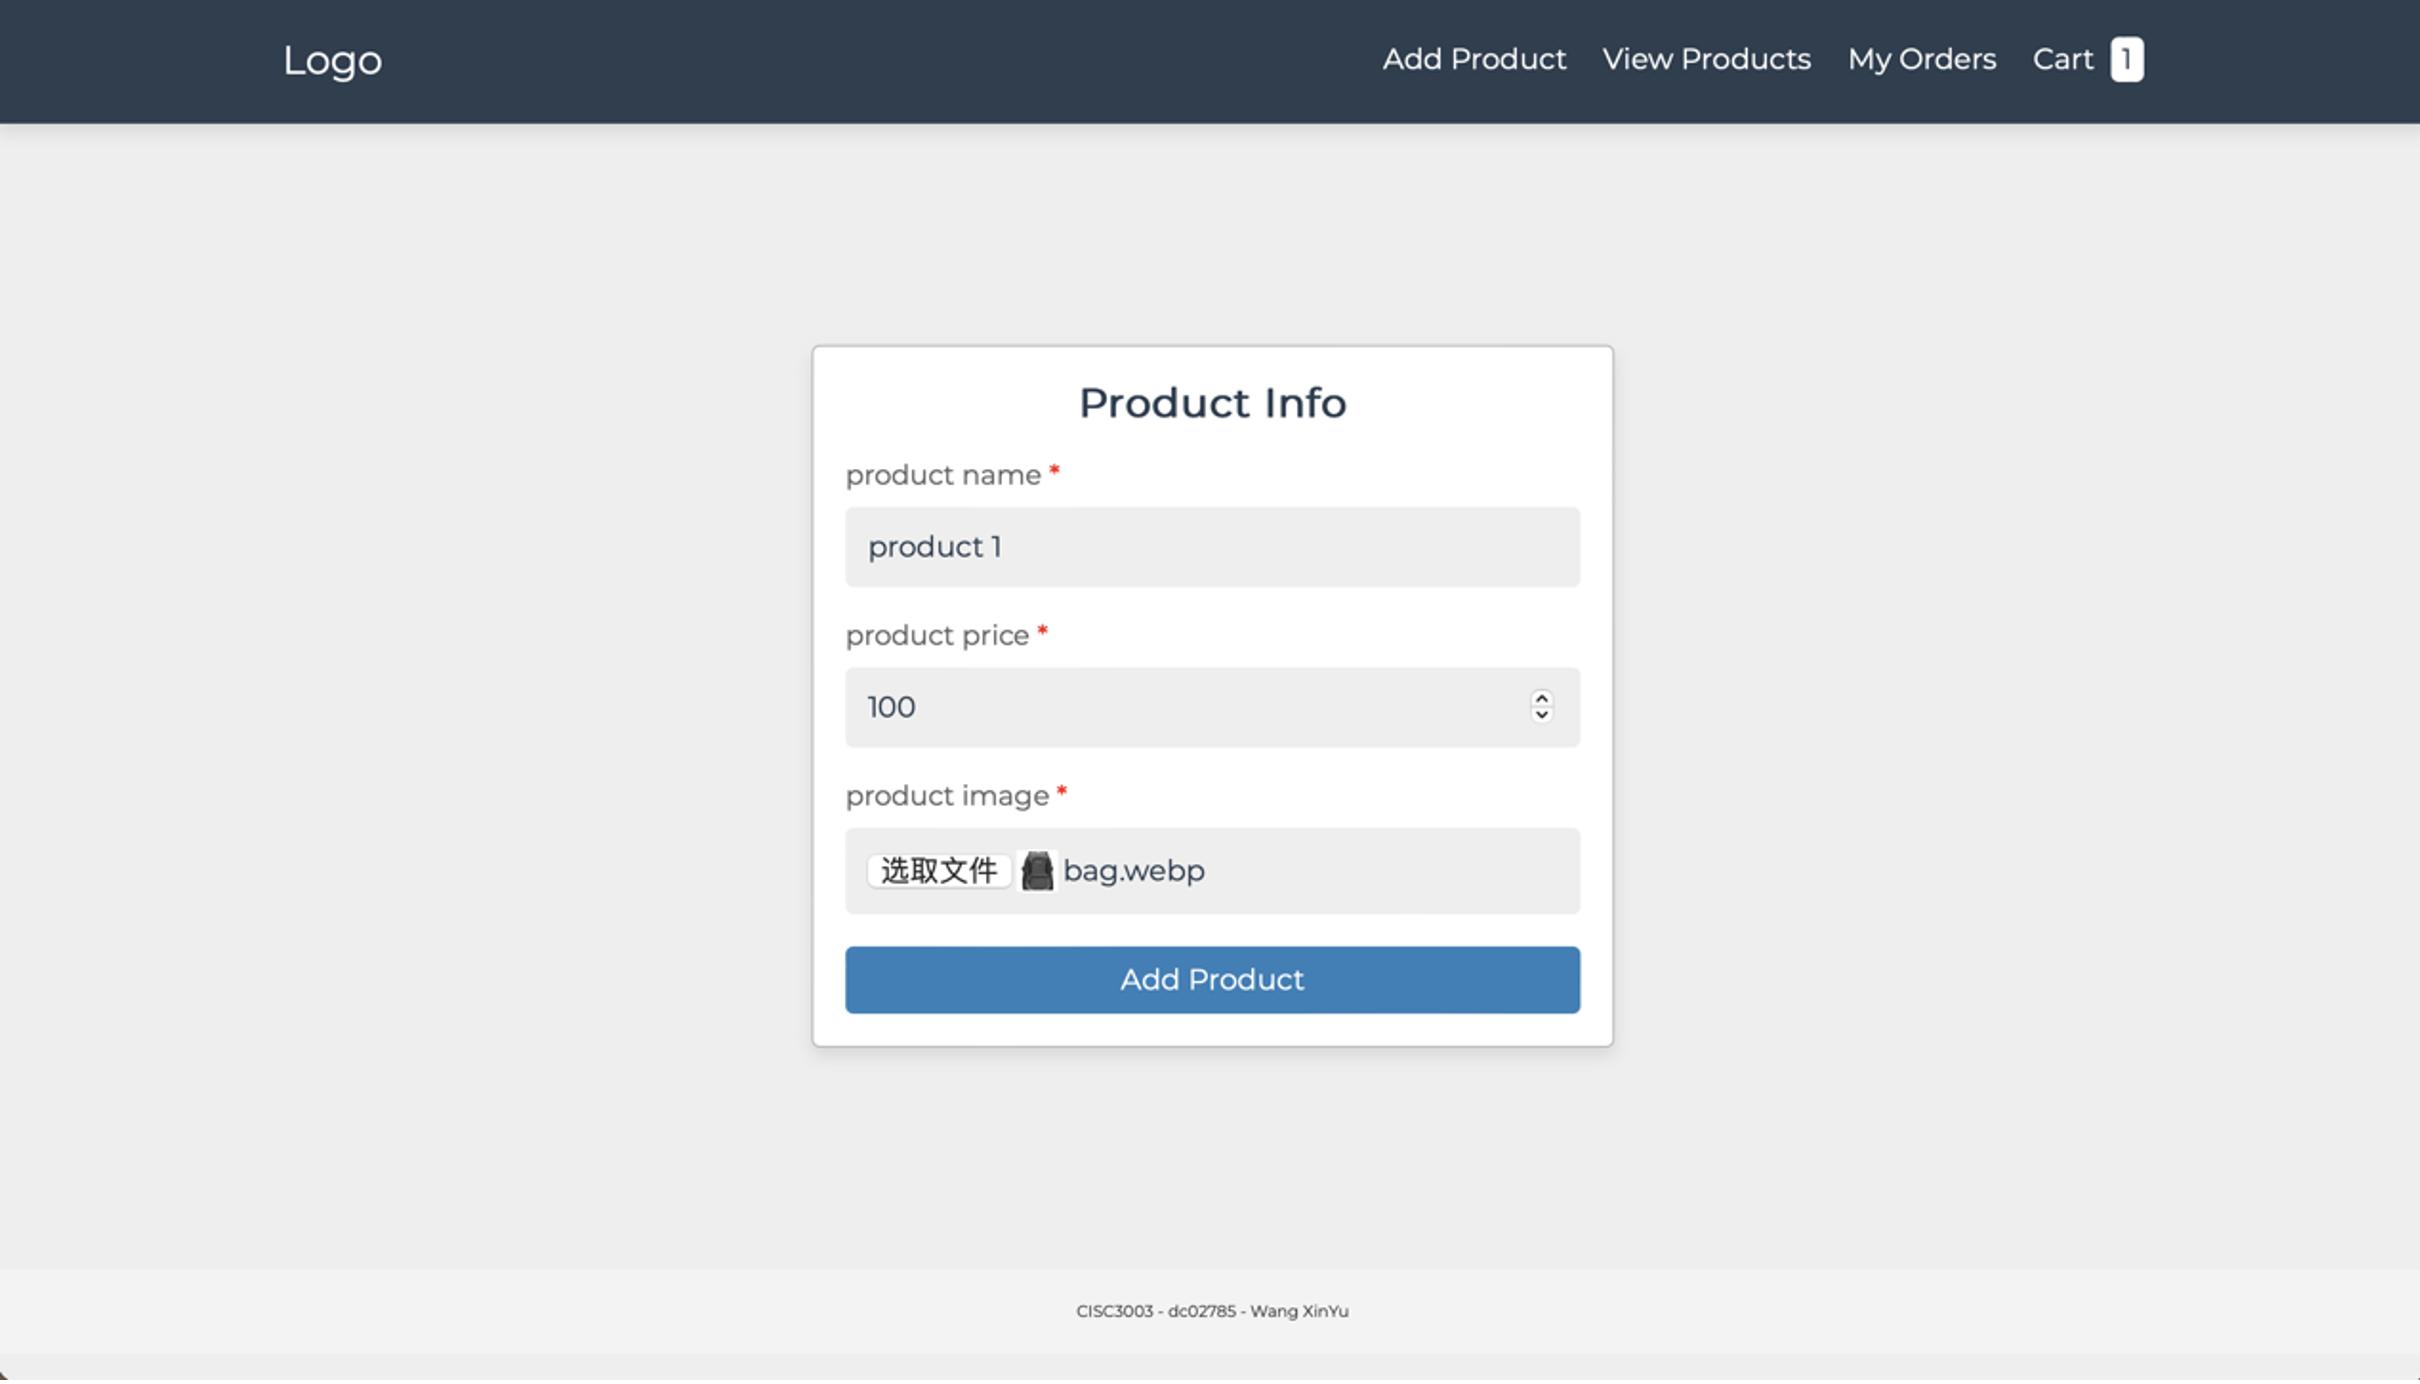 Logo
Add Product View Products My Orders Cart 1
Product Info
product name *
product 1
product price *
100
product image *
选取文件 bag.webp
Add Product
CISC3003 - dc02785 - Wang XinYu